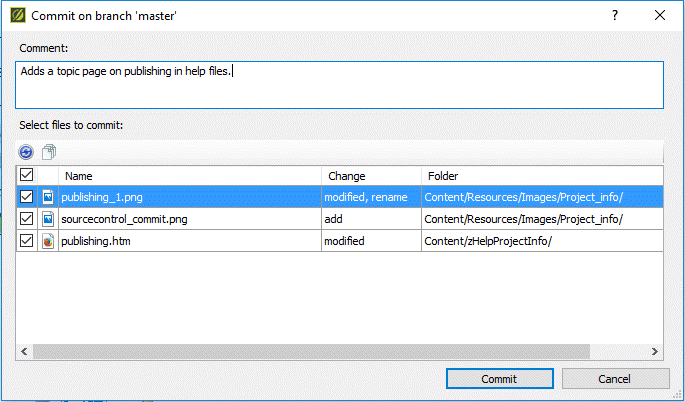 Commit on branch 'master'
?
Comment:
Adds a topic page on publishing in help files.
Select files to commit:
Name Change Folder
publishing_1.png modified, rename Content/Resources/Images/Project_info/
sourcecontrol_commit.png add Content/Resources/Images/Project_info/
publishing.htm modified Content/zHelpProjectInfo/
Commit Cancel